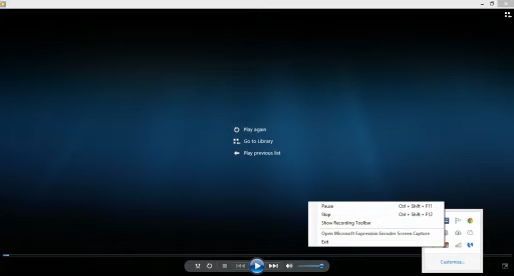 Play again
Go to Library
Play previous list
Pause Ctrl + Shift + F11
Stop Ctrl + Shift + F12
Show Recording Toolbar
Open Microsoft Expression Encoder Screen Capture
Exit
Customize...